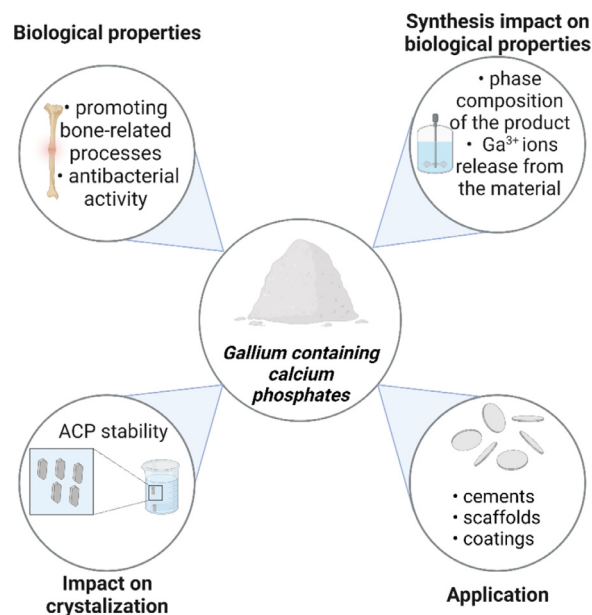 Biological properties
• promoting
bone-related
processes
• antibacterial
activity
Synthesis impact on
biological properties
• phase
composition
of the product
• Ga³⁺ ions
release from
the material
Gallium containing
calcium
phosphates
ACP stability
Impact on
crystalization
• cements
• scaffolds
• coatings
Application